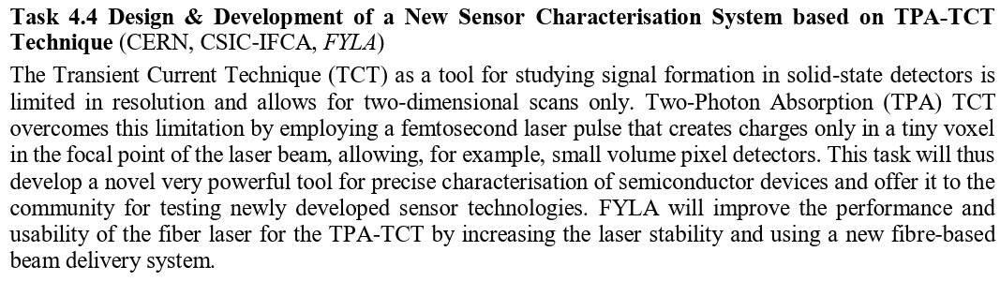 Task 4.4 Design & Development of a New Sensor Characterisation System based on TPA-TCT
Technique (CERN, CSIC-IFCA, FYLA)
The Transient Current Technique (TCT) as a tool for studying signal formation in solid-state detectors is
limited in resolution and allows for two-dimensional scans only. Two-Photon Absorption (TPA) TCT
overcomes this limitation by employing a femtosecond laser pulse that creates charges only in a tiny voxel
in the focal point of the laser beam, allowing, for example, small volume pixel detectors. This task will thus
develop a novel very powerful tool for precise characterisation of semiconductor devices and offer it to the
community for testing newly developed sensor technologies. FYLA will improve the performance and
usability of the fiber laser for the TPA-TCT by increasing the laser stability and using a new fibre-based
beam delivery system.